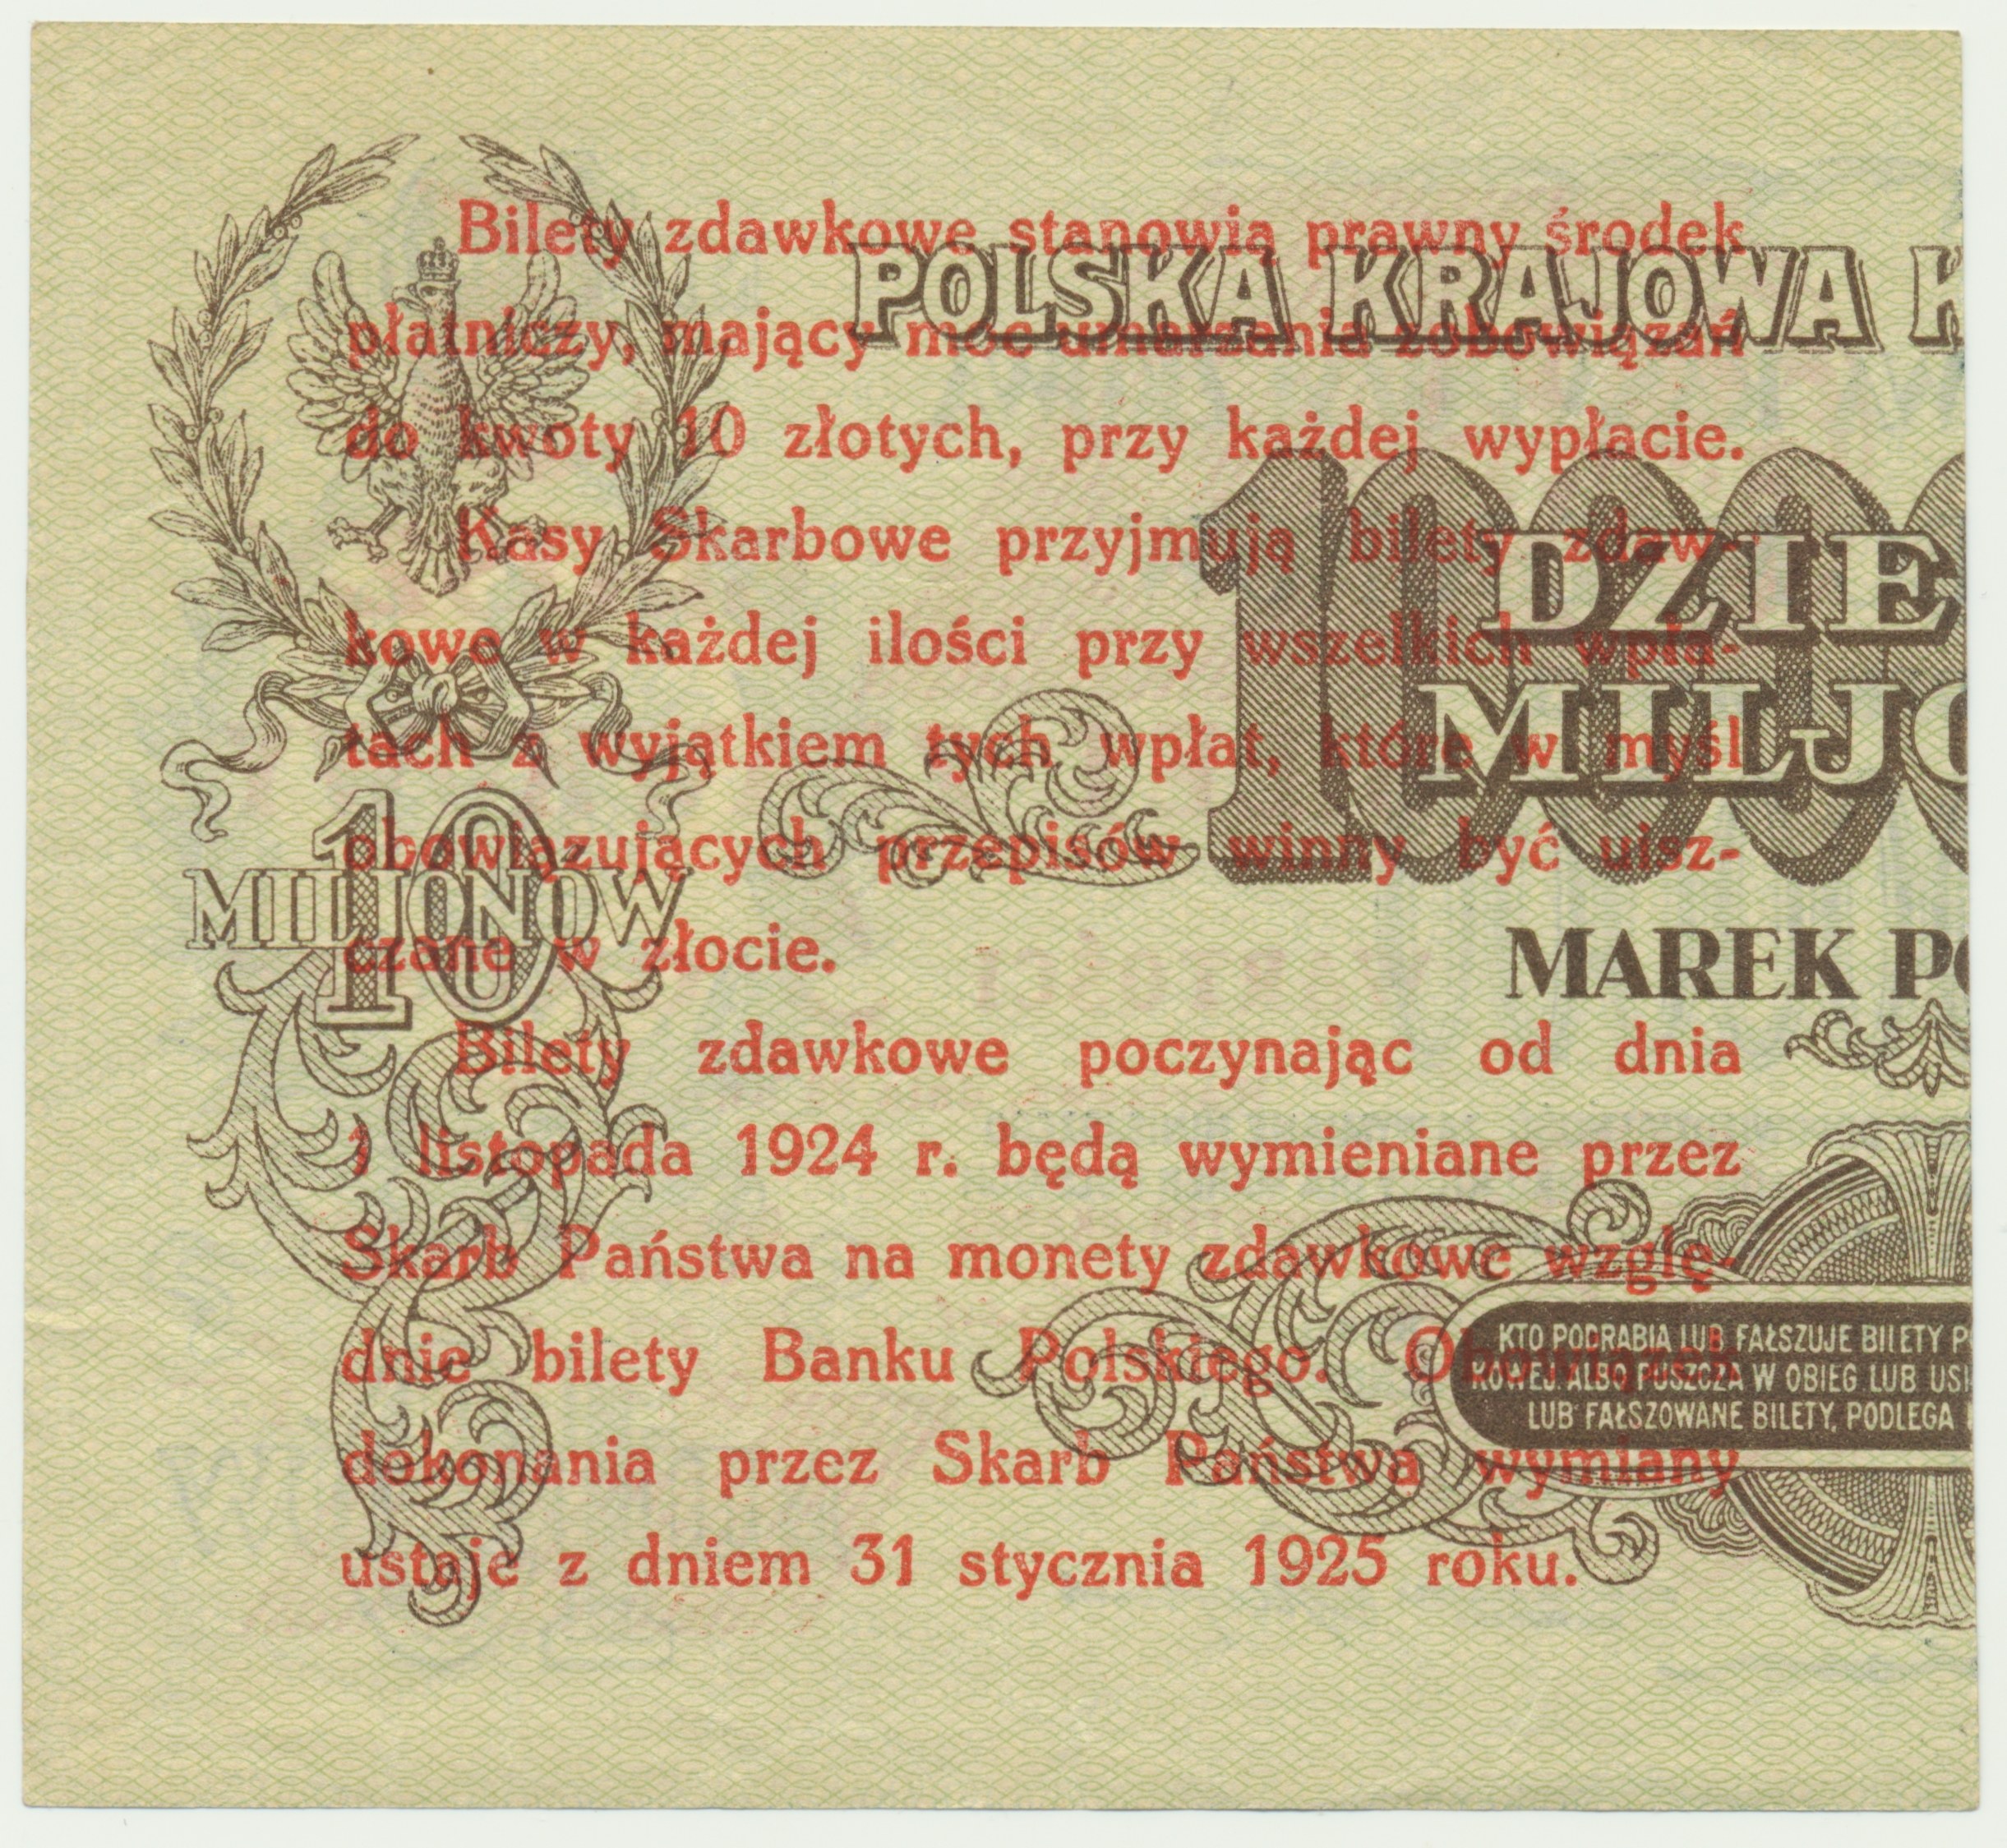 Bilety zdawkowe stanowią prawny środek
płatniczy, mający moc umarzania zobowiązań
do kwoty 10 złotych, przy każdej wypłacie.
Kasy Skarbowe przyjmują bilety zdaw-
kowe w każdej ilości przy wszelkich wpła-
tach z wyjątkiem tych wpłat, które w myśl
obowiązujących przepisów winny być uisz-
czane w złocie.
Bilety zdawkowe poczynając od dnia
1 listopada 1924 r. będą wymieniane przez
Skarb Państwa na monety zdawkowe wzglę-
dnie bilety Banku Polskiego. Obowiązek
dokonania przez Skarb Państwa wymiany
ustaje z dniem 31 stycznia 1925 roku.
POLSKA KRAJOWA K
1000
DZIE
MILJO
MAREK PO
10
MILJONOW
KTO PODRABIA LUB FAŁSZUJE BILETY P
KOWEJ. ALBO PUSZCZA W OBIEG LUB USI
LUB FAŁSZOWANE BILETY, PODLEGA